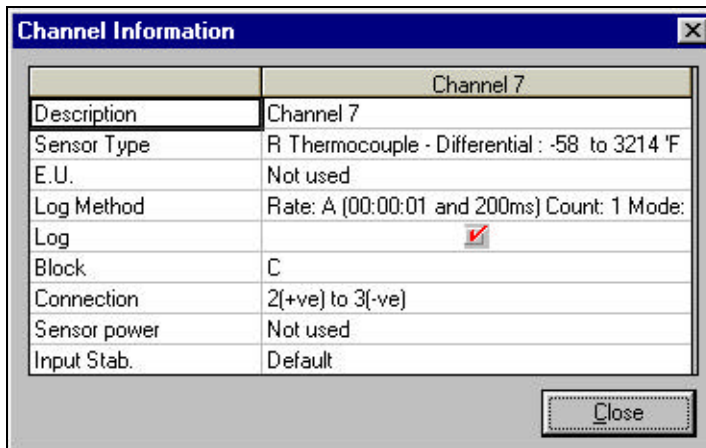 Channel Information
Channel 7
Description Channel 7
Sensor Type R Thermocouple - Differential : -58 to 3214 'F
E.U. Not used
Log Method Rate: A (00:00:01 and 200ms) Count: 1 Mode:
Log
Block C
Connection 2(+ve) to 3(-ve)
Sensor power Not used
Input Stab. Default
Close